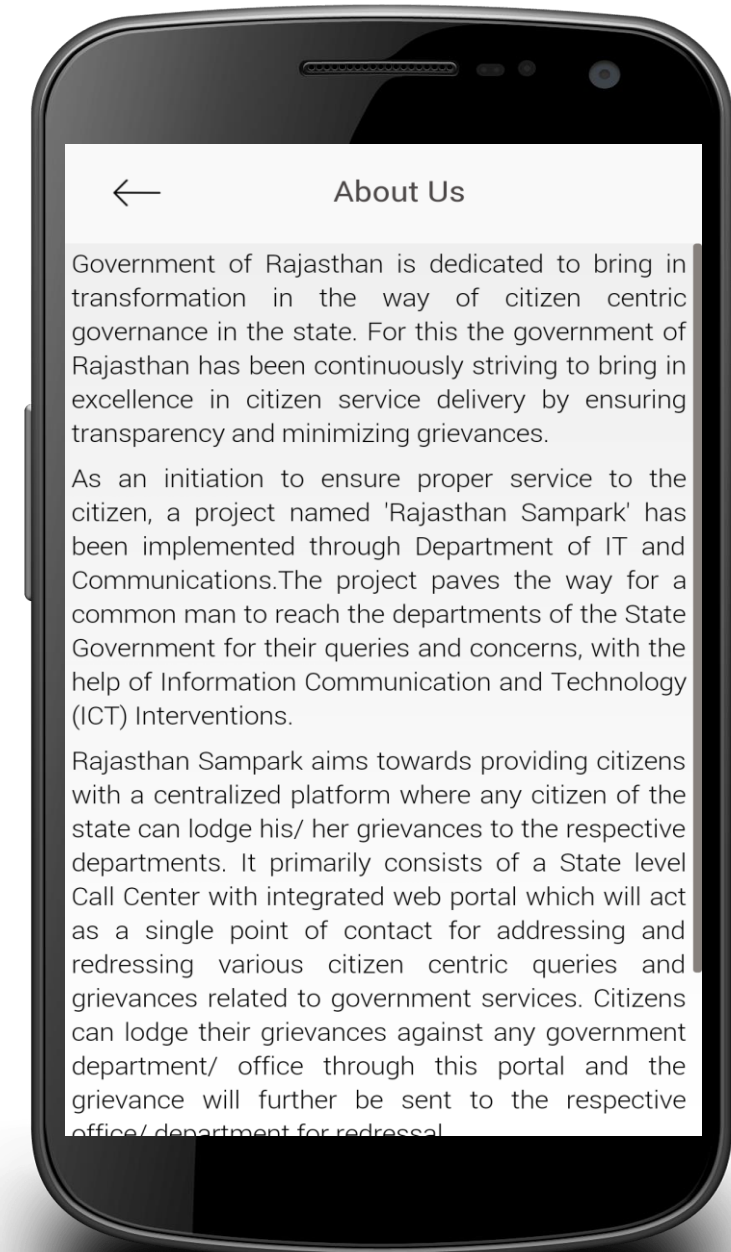 About Us
Government of Rajasthan is dedicated to bring in
transformation in the way of citizen centric
governance in the state. For this the government of
Rajasthan has been continuously striving to bring in
excellence in citizen service delivery by ensuring
transparency and minimizing grievances.
As an initiation to ensure proper service to the
citizen, a project named 'Rajasthan Sampark' has
been implemented through Department of IT and
Communications.The project paves the way for a
common man to reach the departments of the State
Government for their queries and concerns, with the
help of Information Communication and Technology
(ICT) Interventions.
Rajasthan Sampark aims towards providing citizens
with a centralized platform where any citizen of the
state can lodge his/ her grievances to the respective
departments. It primarily consists of a State level
Call Center with integrated web portal which will act
as a single point of contact for addressing and
redressing various citizen centric queries and
grievances related to government services. Citizens
can lodge their grievances against any government
department/ office through this portal and the
grievance will further be sent to the respective
office/ department for redressal